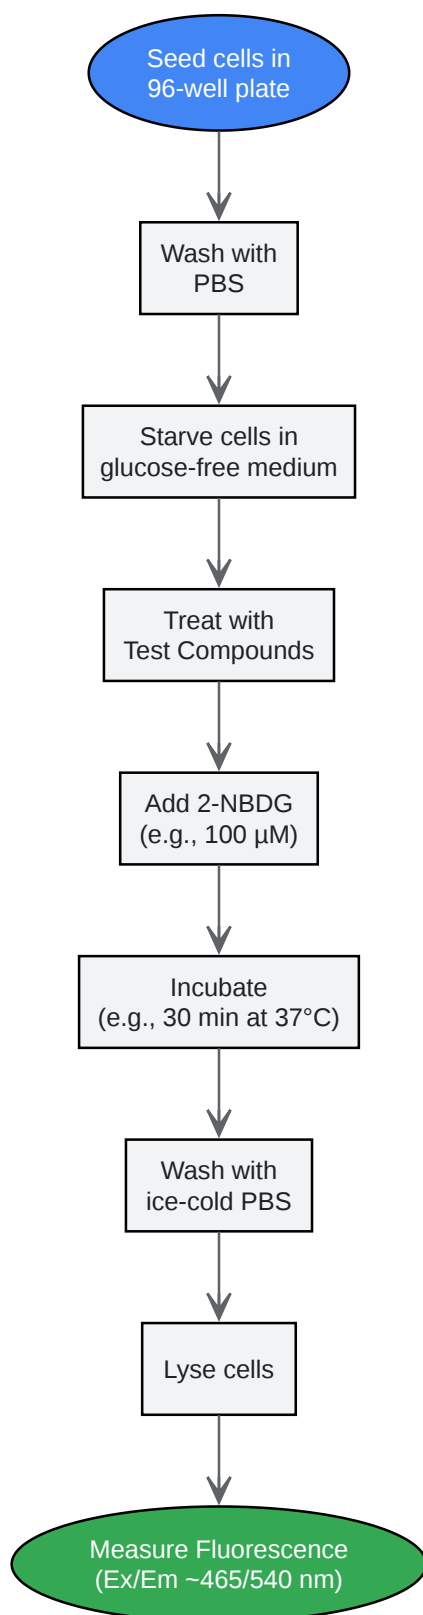 Seed cells in
96-well plate
Wash with
PBS
Starve cells in
glucose-free medium
Treat with
Test Compounds
Add 2-NBDG
(e.g., 100 µM)
Incubate
(e.g., 30 min at 37°C)
Wash with
ice-cold PBS
Lyse cells
Measure Fluorescence
(Ex/Em ~465/540 nm)